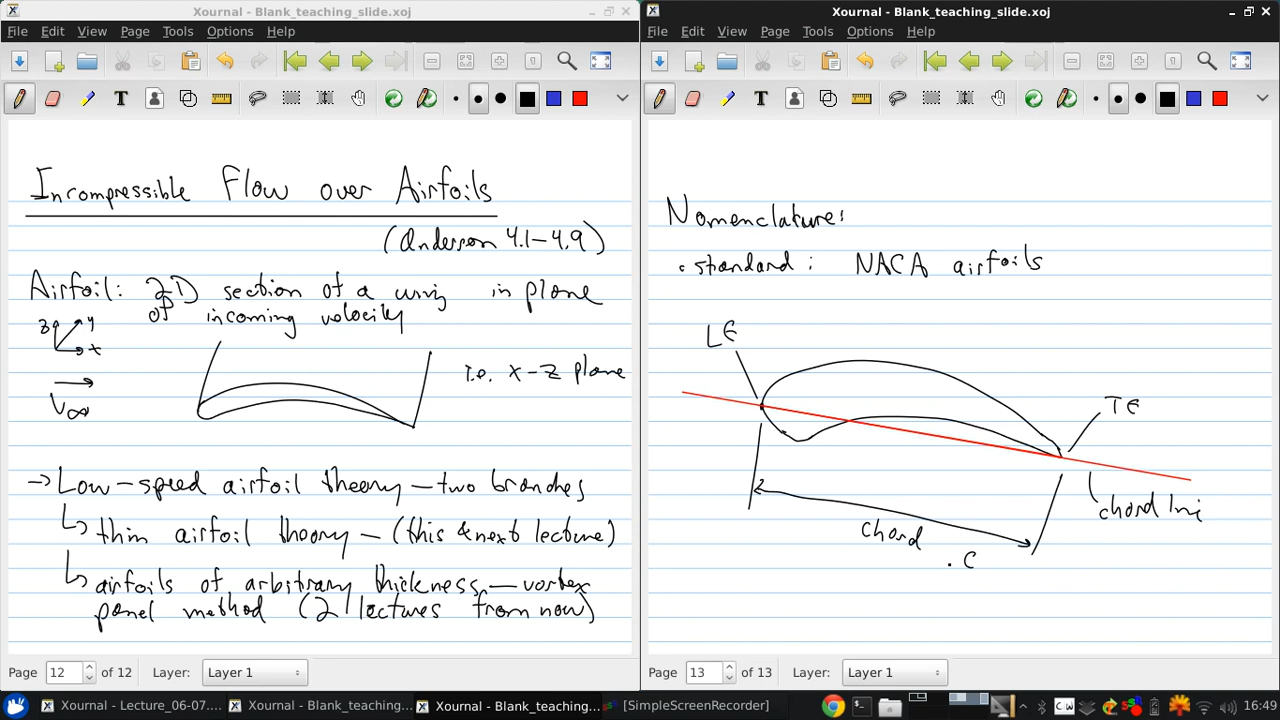 Xournal - Blank_teaching_slide.xoj
File Edit View Page Tools Options Help
Incompressible Flow over Airfoils
(Anderson 4.1-4.9)
Airfoil: 2D section of a wing in plane
of incoming velocity
z y
x
V∞
i.e. x-z plane
→ Low-speed airfoil theory - two branches
↳ thin airfoil theory - (this & next lecture)
↳ airfoils of arbitrary thickness - vortex
panel method (2 lectures from now)
Page 12 of 12 Layer: Layer 1
Xournal - Blank_teaching_slide.xoj
File Edit View Page Tools Options Help
Nomenclature:
• standard: NACA airfoils
LE
TE
chord line
chord
. C
Page 13 of 13 Layer: Layer 1
Xournal - Lecture_06-07.... Xournal - Blank_teaching... Xournal - Blank_teaching... [SimpleScreenRecorder] 16:49